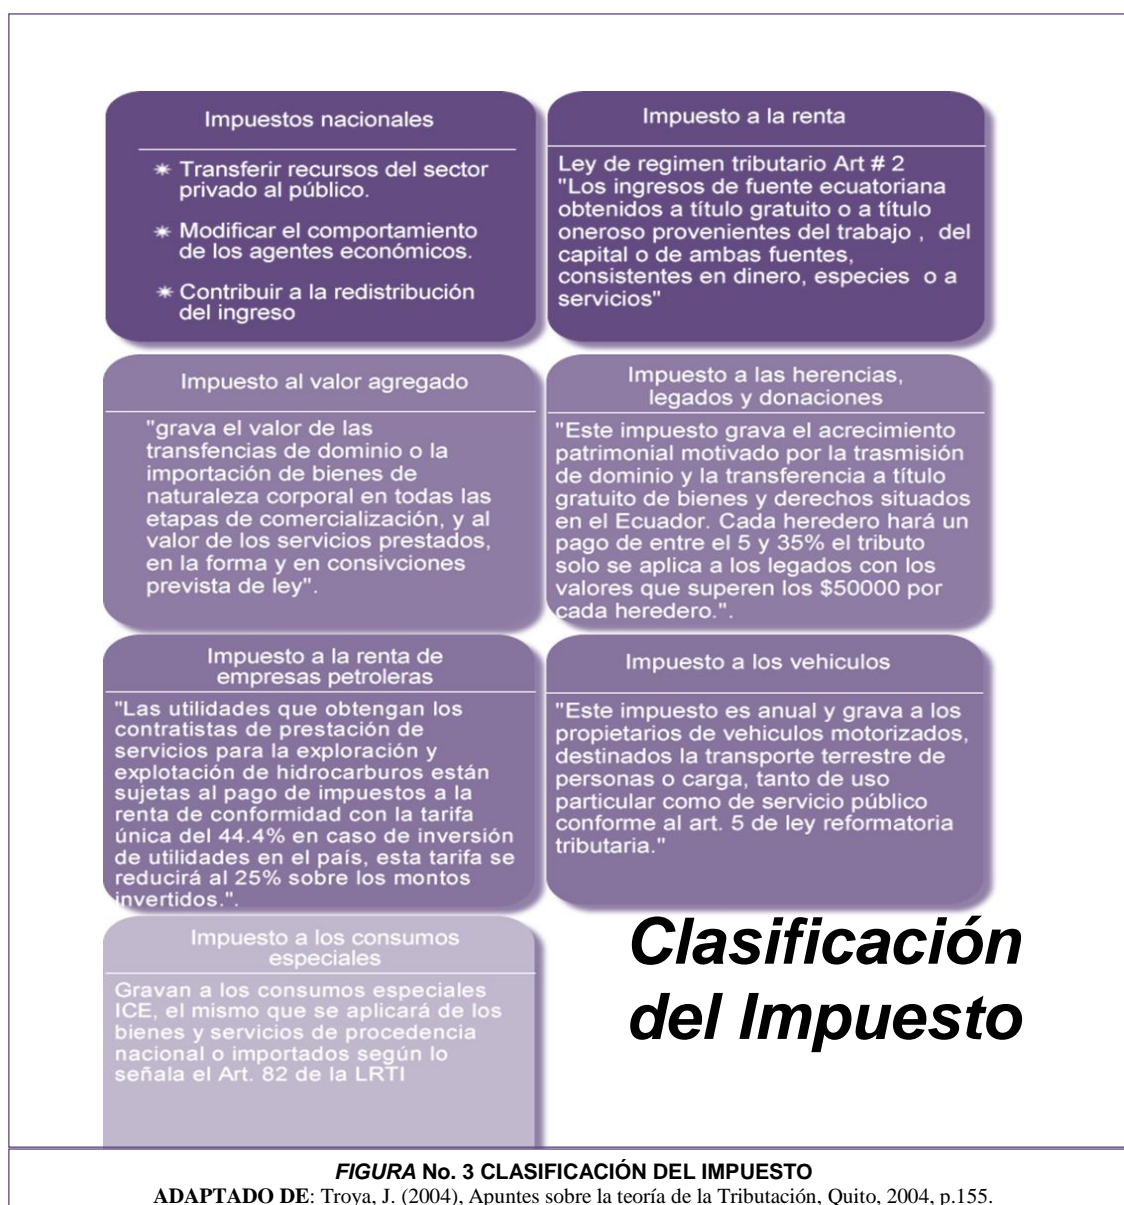 Impuestos nacionales
✷ Transferir recursos del sector
privado al público.
✷ Modificar el comportamiento
de los agentes económicos.
✷ Contribuir a la redistribución
del ingreso
Impuesto a la renta
Ley de regimen tributario Art # 2
"Los ingresos de fuente ecuatoriana
obtenidos a título gratuito o a título
oneroso provenientes del trabajo , del
capital o de ambas fuentes,
consistentes en dinero, especies o a
servicios"
Impuesto al valor agregado
"grava el valor de las
transfencias de dominio o la
importación de bienes de
naturaleza corporal en todas las
etapas de comercialización, y al
valor de los servicios prestados,
en la forma y en consivciones
prevista de ley".
Impuesto a las herencias,
legados y donaciones
"Este impuesto grava el acrecimiento
patrimonial motivado por la trasmisión
de dominio y la transferencia a título
gratuito de bienes y derechos situados
en el Ecuador. Cada heredero hará un
pago de entre el 5 y 35% el tributo
solo se aplica a los legados con los
valores que superen los $50000 por
cada heredero.".
Impuesto a la renta de
empresas petroleras
"Las utilidades que obtengan los
contratistas de prestación de
servicios para la exploración y
explotación de hidrocarburos están
sujetas al pago de impuestos a la
renta de conformidad con la tarifa
única del 44.4% en caso de inversión
de utilidades en el país, esta tarifa se
reducirá al 25% sobre los montos
invertidos.".
Impuesto a los vehiculos
"Este impuesto es anual y grava a los
propietarios de vehiculos motorizados,
destinados la transporte terrestre de
personas o carga, tanto de uso
particular como de servicio público
conforme al art. 5 de ley reformatoria
tributaria."
Impuesto a los consumos
especiales
Gravan a los consumos especiales
ICE, el mismo que se aplicará de los
bienes y servicios de procedencia
nacional o importados según lo
señala el Art. 82 de la LRTI
Clasificación
del Impuesto
FIGURA No. 3 CLASIFICACIÓN DEL IMPUESTO
ADAPTADO DE: Troya, J. (2004), Apuntes sobre la teoría de la Tributación, Quito, 2004, p.155.